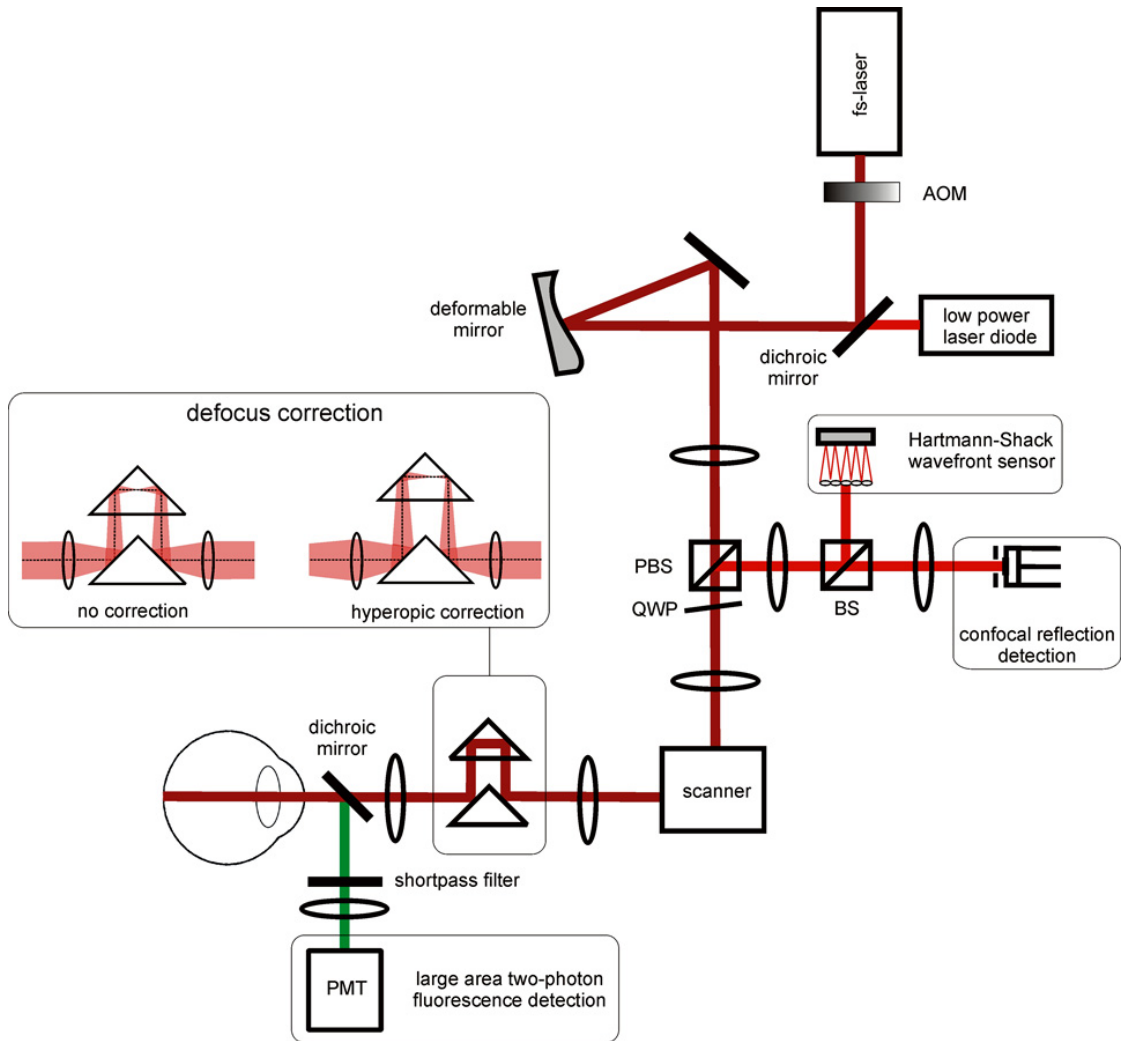 fs-laser
AOM
deformable
mirror
low power
laser diode
dichroic
mirror
defocus correction
no correction
hyperopic correction
Hartmann-Shack
wavefront sensor
PBS
QWP
BS
confocal reflection
detection
dichroic
mirror
scanner
shortpass filter
PMT
large area two-photon
fluorescence detection